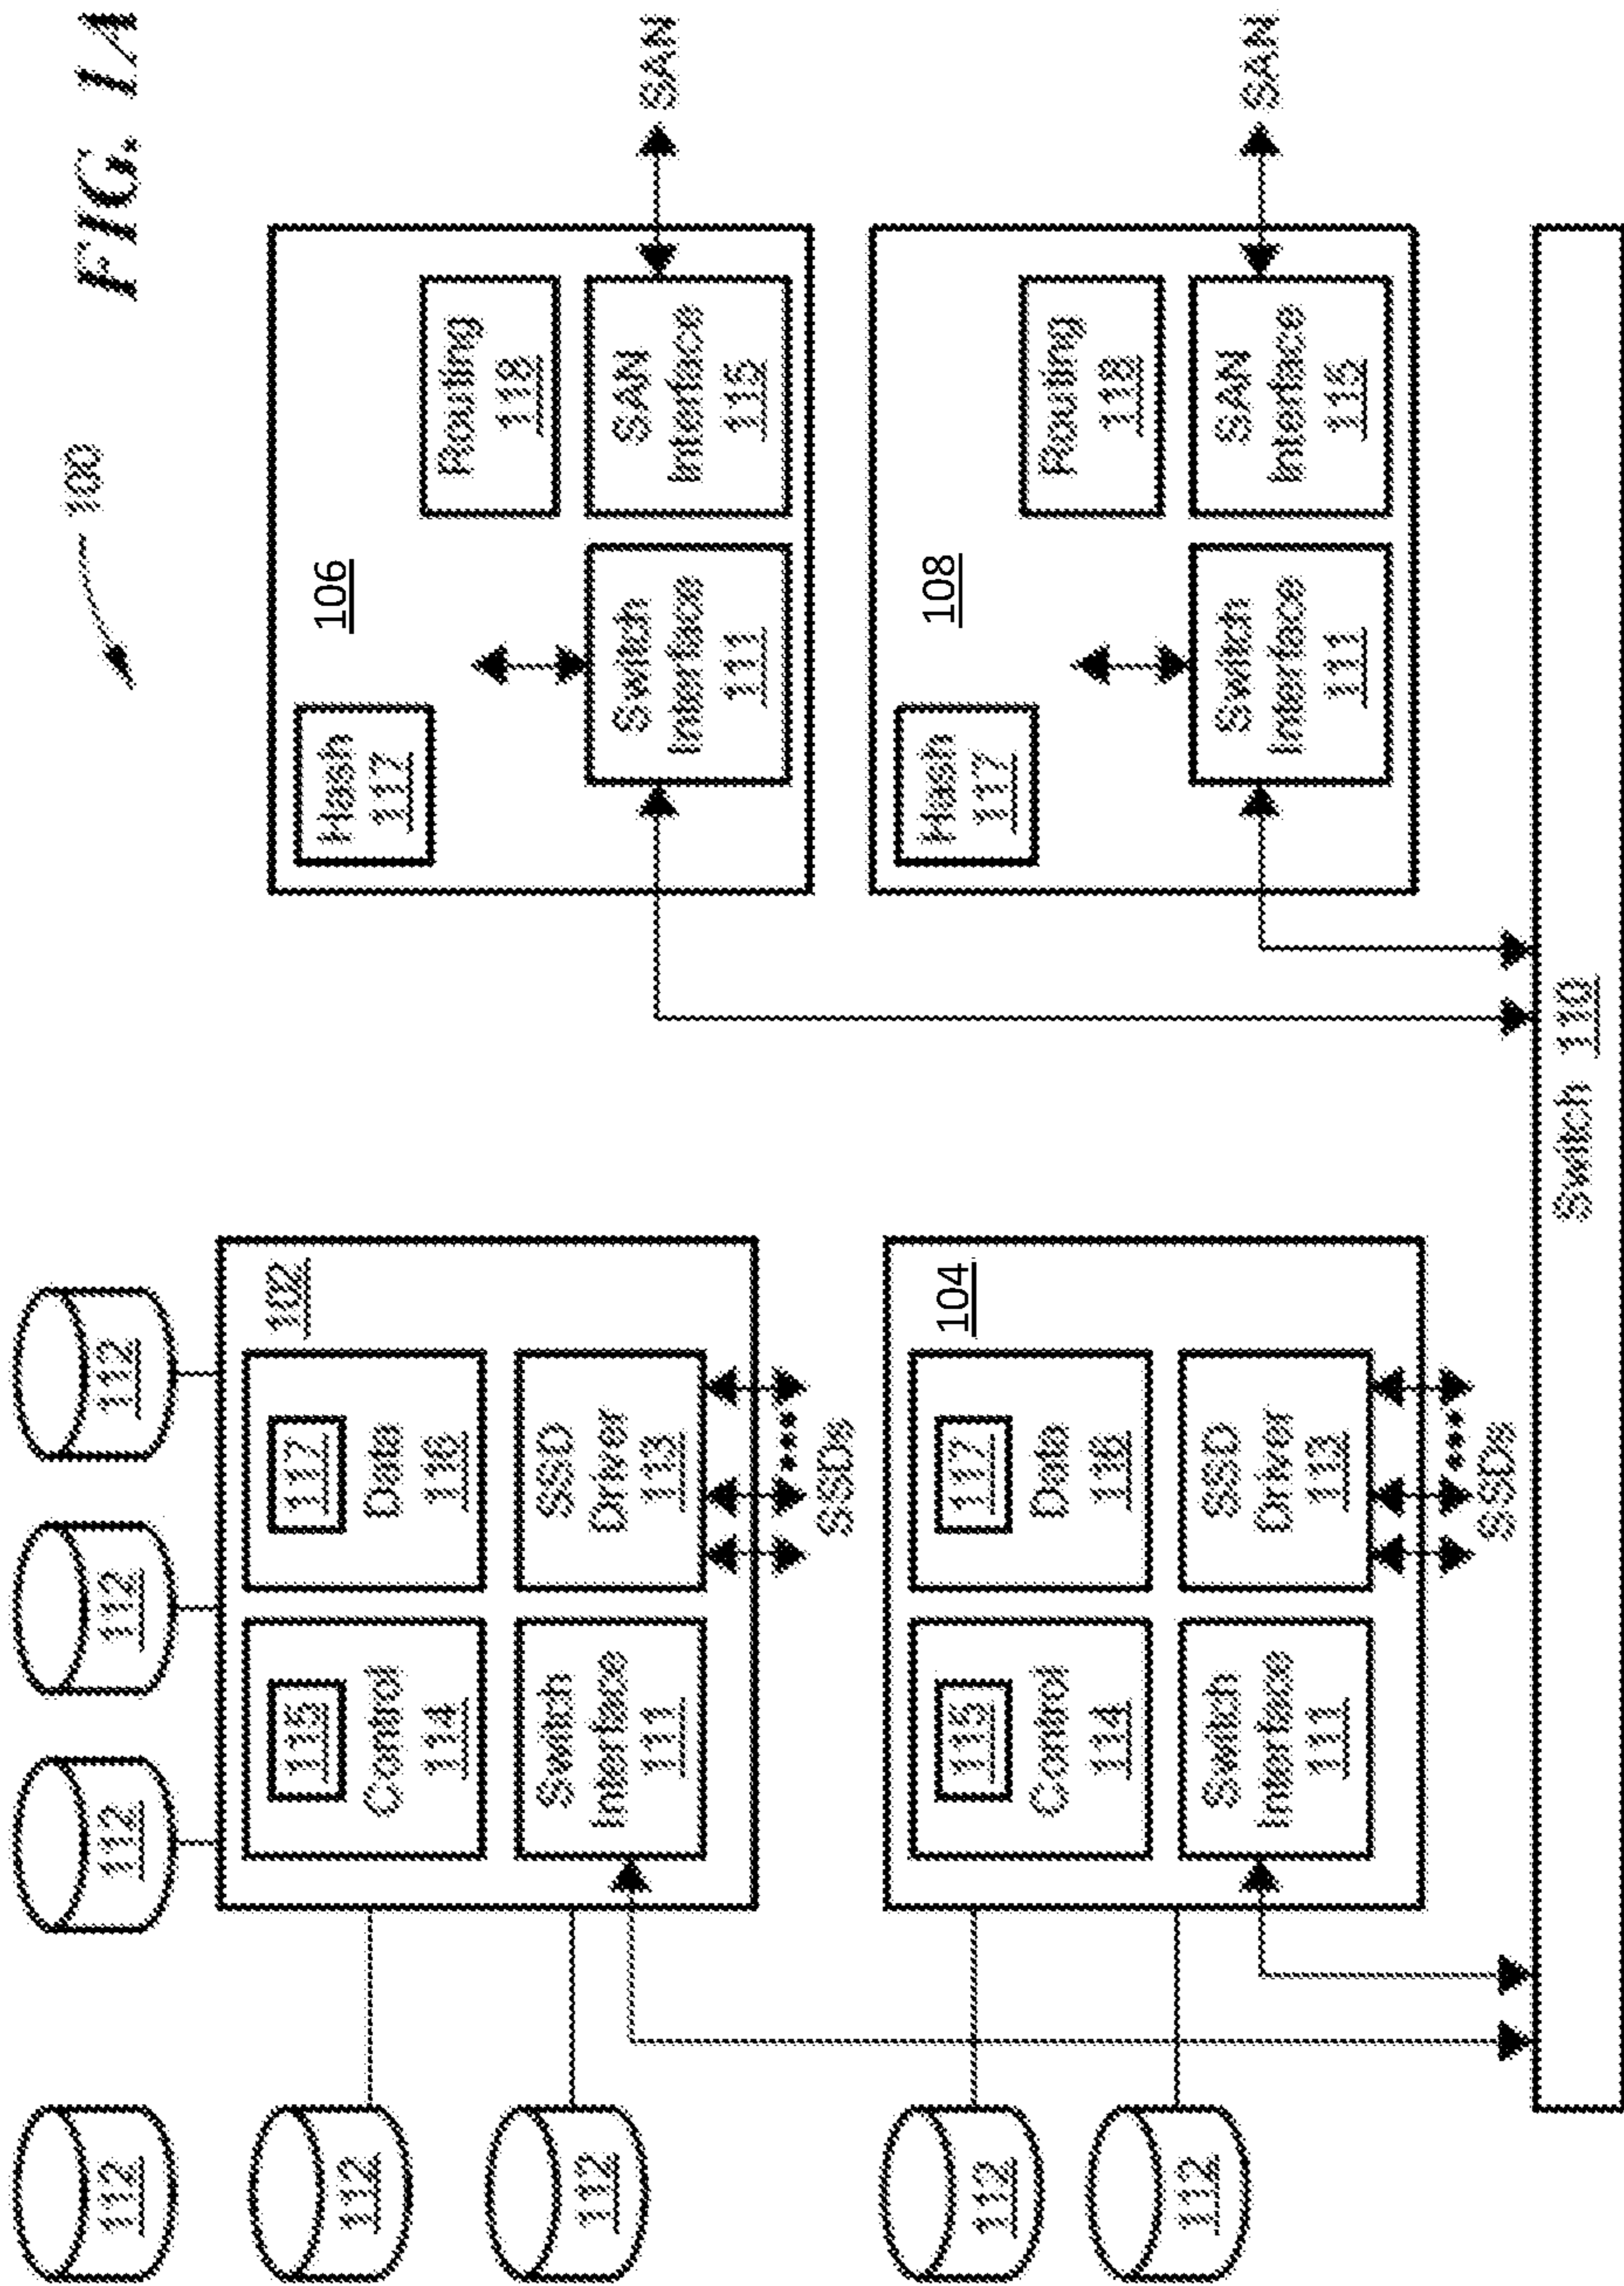 FIG. 1A
100
112
112
112
112
112
112
112
112
102
115
Control
114
117
Data
116
Switch
Interface
111
SSD
Driver
113
SSDs
104
115
Control
114
117
Data
116
Switch
Interface
111
SSD
Driver
113
SSDs
106
Hash
117
Routing
118
Switch
Interface
111
SAN
Interface
115
SAN
108
Hash
117
Routing
118
Switch
Interface
111
SAN
Interface
115
SAN
Switch 110